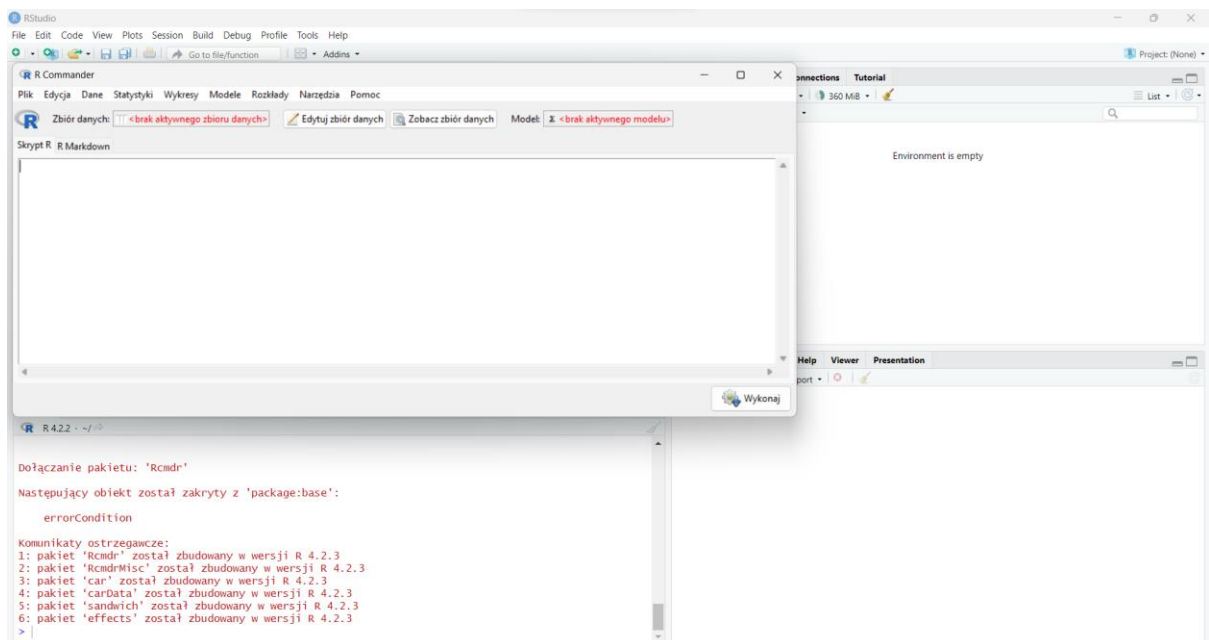 RStudio
File Edit Code View Plots Session Build Debug Profile Tools Help
Go to file/function Addins
Project: (None)
R Commander
Plik Edycja Dane Statystyki Wykresy Modele Rozkłady Narzędzia Pomoc
Zbiór danych: <brak aktywnego zbioru danych> Edytuj zbiór danych Zobacz zbiór danych Model: Σ <brak aktywnego modelu>
Skrypt R R Markdown
Wykonaj
onnections Tutorial
360 MiB List
Environment is empty
Help Viewer Presentation
port
R 4.2.2 · ~/
Dołączanie pakietu: 'Rcmdr'
Następujący obiekt został zakryty z 'package:base':
errorCondition
Komunikaty ostrzegawcze:
1: pakiet 'Rcmdr' został zbudowany w wersji R 4.2.3
2: pakiet 'RcmdrMisc' został zbudowany w wersji R 4.2.3
3: pakiet 'car' został zbudowany w wersji R 4.2.3
4: pakiet 'carData' został zbudowany w wersji R 4.2.3
5: pakiet 'sandwich' został zbudowany w wersji R 4.2.3
6: pakiet 'effects' został zbudowany w wersji R 4.2.3
>